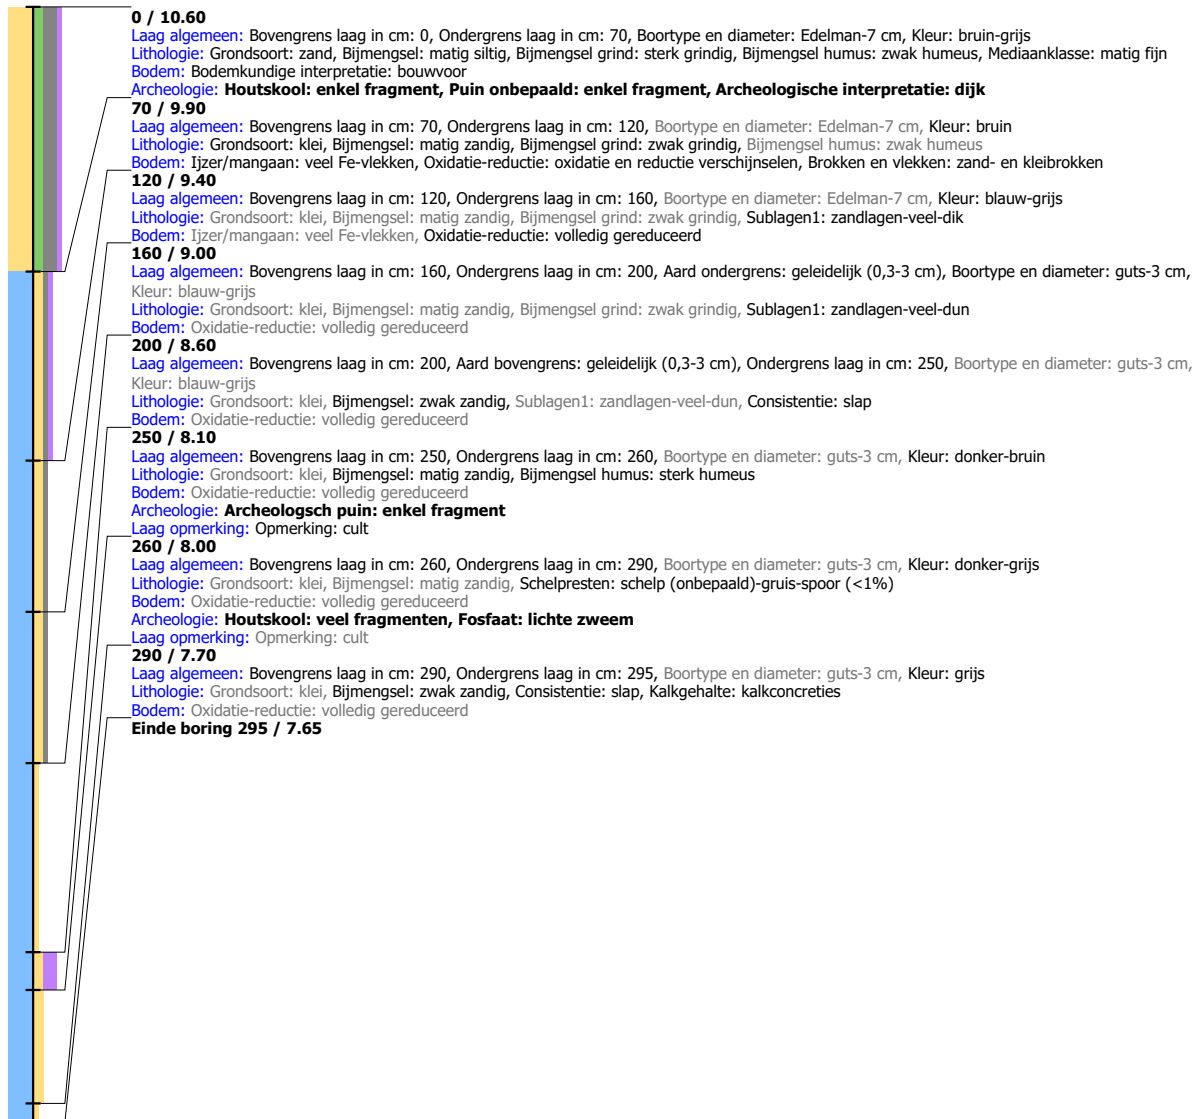 0 / 10.60
Laag algemeen: Bovengrens laag in cm: 0, Ondergrens laag in cm: 70, Boortype en diameter: Edelman-7 cm, Kleur: bruin-grijs
Lithologie: Grondsoort: zand, Bijmengsel: matig siltig, Bijmengsel grind: sterk grindig, Bijmengsel humus: zwak humeus, Mediaanklasse: matig fijn
Bodem: Bodemkundige interpretatie: bouwvoor
Archeologie: Houtskool: enkel fragment, Puin onbepaald: enkel fragment, Archeologische interpretatie: dijk
70 / 9.90
Laag algemeen: Bovengrens laag in cm: 70, Ondergrens laag in cm: 120, Boortype en diameter: Edelman-7 cm, Kleur: bruin
Lithologie: Grondsoort: klei, Bijmengsel: matig zandig, Bijmengsel grind: zwak grindig, Bijmengsel humus: zwak humeus
Bodem: Ijzer/mangaan: veel Fe-vlekken, Oxidatie-reductie: oxidatie en reductie verschijnselen, Brokken en vlekken: zand- en kleibrokken
120 / 9.40
Laag algemeen: Bovengrens laag in cm: 120, Ondergrens laag in cm: 160, Boortype en diameter: Edelman-7 cm, Kleur: blauw-grijs
Lithologie: Grondsoort: klei, Bijmengsel: matig zandig, Bijmengsel grind: zwak grindig, Sublagen1: zandlagen-veel-dik
Bodem: Ijzer/mangaan: veel Fe-vlekken, Oxidatie-reductie: volledig gereduceerd
160 / 9.00
Laag algemeen: Bovengrens laag in cm: 160, Ondergrens laag in cm: 200, Aard ondergrens: geleidelijk (0,3-3 cm), Boortype en diameter: guts-3 cm,
Kleur: blauw-grijs
Lithologie: Grondsoort: klei, Bijmengsel: matig zandig, Bijmengsel grind: zwak grindig, Sublagen1: zandlagen-veel-dun
Bodem: Oxidatie-reductie: volledig gereduceerd
200 / 8.60
Laag algemeen: Bovengrens laag in cm: 200, Aard bovengrens: geleidelijk (0,3-3 cm), Ondergrens laag in cm: 250, Boortype en diameter: guts-3 cm,
Kleur: blauw-grijs
Lithologie: Grondsoort: klei, Bijmengsel: zwak zandig, Sublagen1: zandlagen-veel-dun, Consistentie: slap
Bodem: Oxidatie-reductie: volledig gereduceerd
250 / 8.10
Laag algemeen: Bovengrens laag in cm: 250, Ondergrens laag in cm: 260, Boortype en diameter: guts-3 cm, Kleur: donker-bruin
Lithologie: Grondsoort: klei, Bijmengsel: matig zandig, Bijmengsel humus: sterk humeus
Bodem: Oxidatie-reductie: volledig gereduceerd
Archeologie: Archeologsch puin: enkel fragment
Laag opmerking: Opmerking: cult
260 / 8.00
Laag algemeen: Bovengrens laag in cm: 260, Ondergrens laag in cm: 290, Boortype en diameter: guts-3 cm, Kleur: donker-grijs
Lithologie: Grondsoort: klei, Bijmengsel: matig zandig, Schelpresten: schelp (onbepaald)-gruis-spoor (<1%)
Bodem: Oxidatie-reductie: volledig gereduceerd
Archeologie: Houtskool: veel fragmenten, Fosfaat: lichte zweem
Laag opmerking: Opmerking: cult
290 / 7.70
Laag algemeen: Bovengrens laag in cm: 290, Ondergrens laag in cm: 295, Boortype en diameter: guts-3 cm, Kleur: grijs
Lithologie: Grondsoort: klei, Bijmengsel: zwak zandig, Consistentie: slap, Kalkgehalte: kalkconcreties
Bodem: Oxidatie-reductie: volledig gereduceerd
Einde boring 295 / 7.65